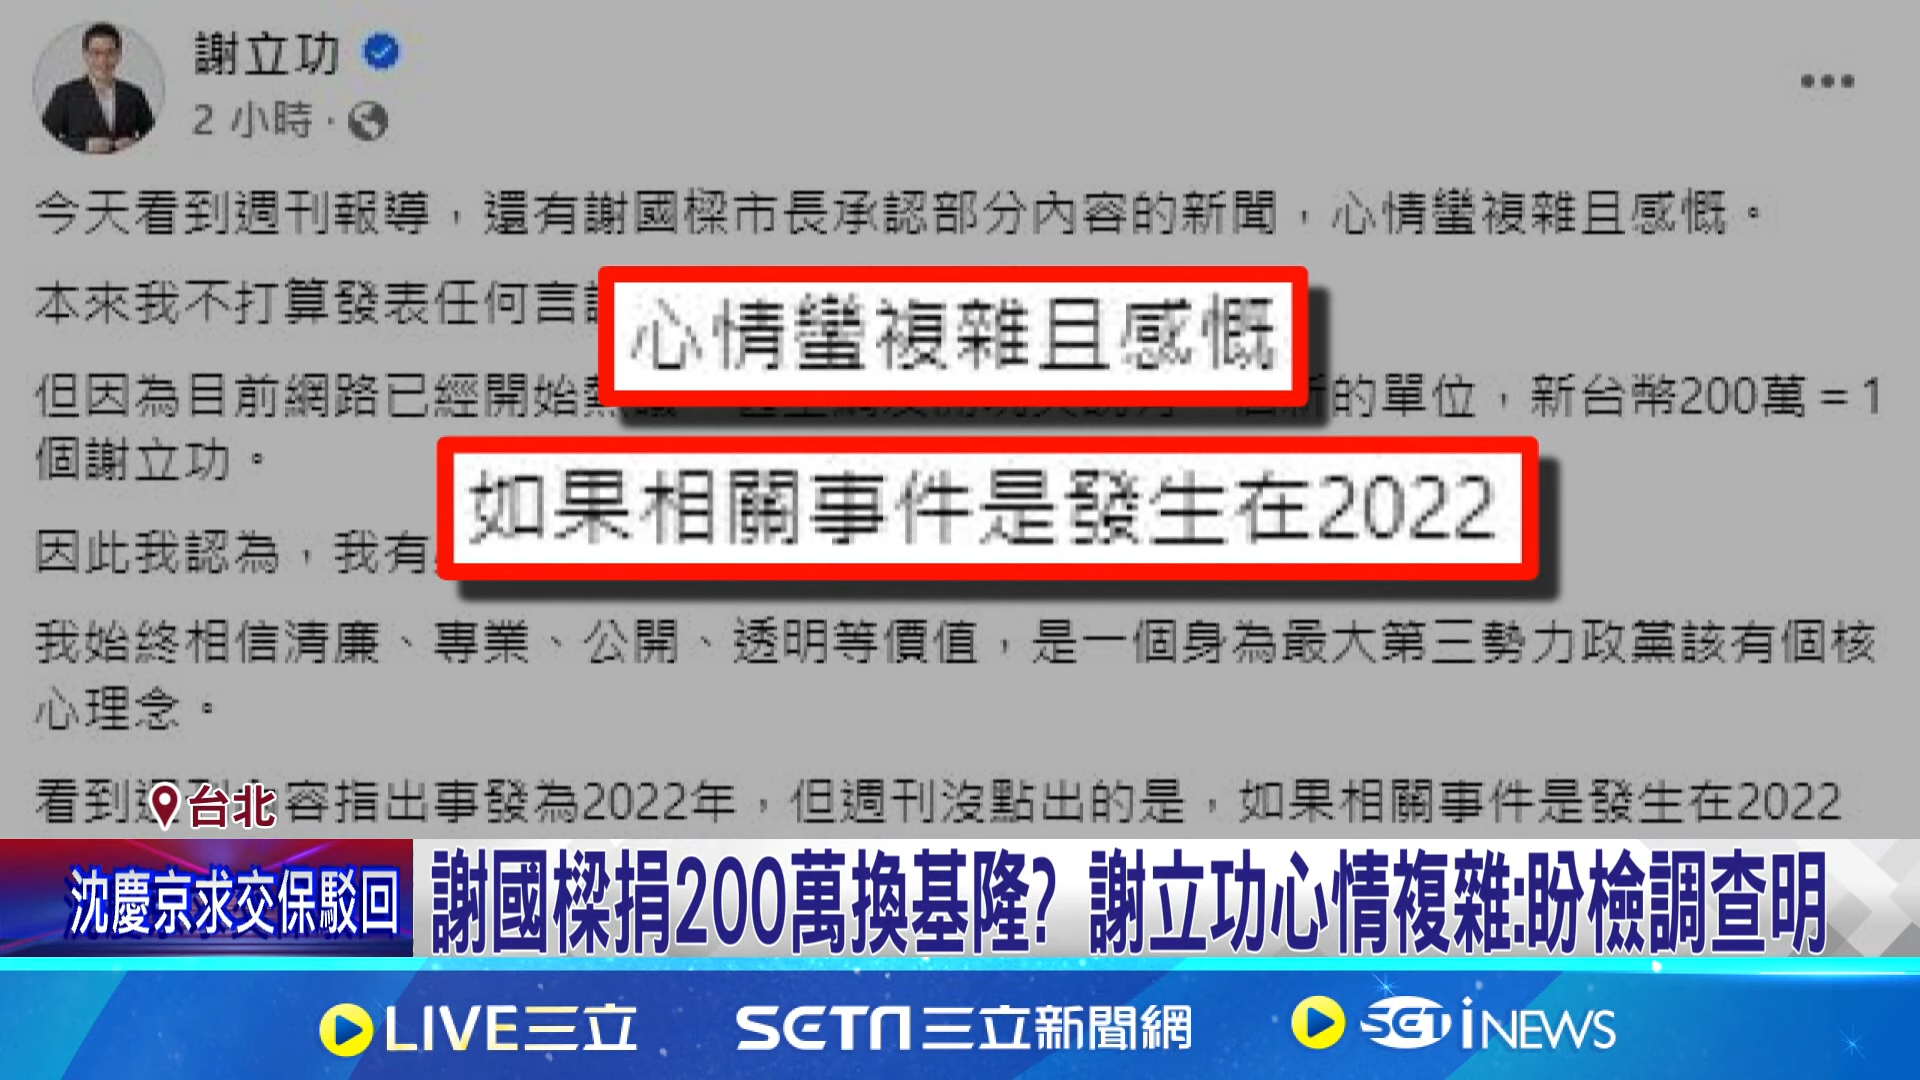 謝立功
2 小時 ·
今天看到週刊報導，還有謝國樑市長承認部分內容的新聞，心情蠻複雜且感慨。
本來我不打算發表任何言
心情蠻複雜且感慨
但因為目前網路已經開始熱議 的單位，新台幣200萬＝1
個謝立功。
如果相關事件是發生在2022
因此我認為，我有
我始終相信清廉、專業、公開、透明等價值，是一個身為最大第三勢力政黨該有個核
心理念。
看到週刊內容指出事發為2022年，但週刊沒點出的是，如果相關事件是發生在2022
台北
沈慶京求交保駁回
謝國樑捐200萬換基隆? 謝立功心情複雜:盼檢調查明
LIVE三立 SETN三立新聞網 SET iNEWS